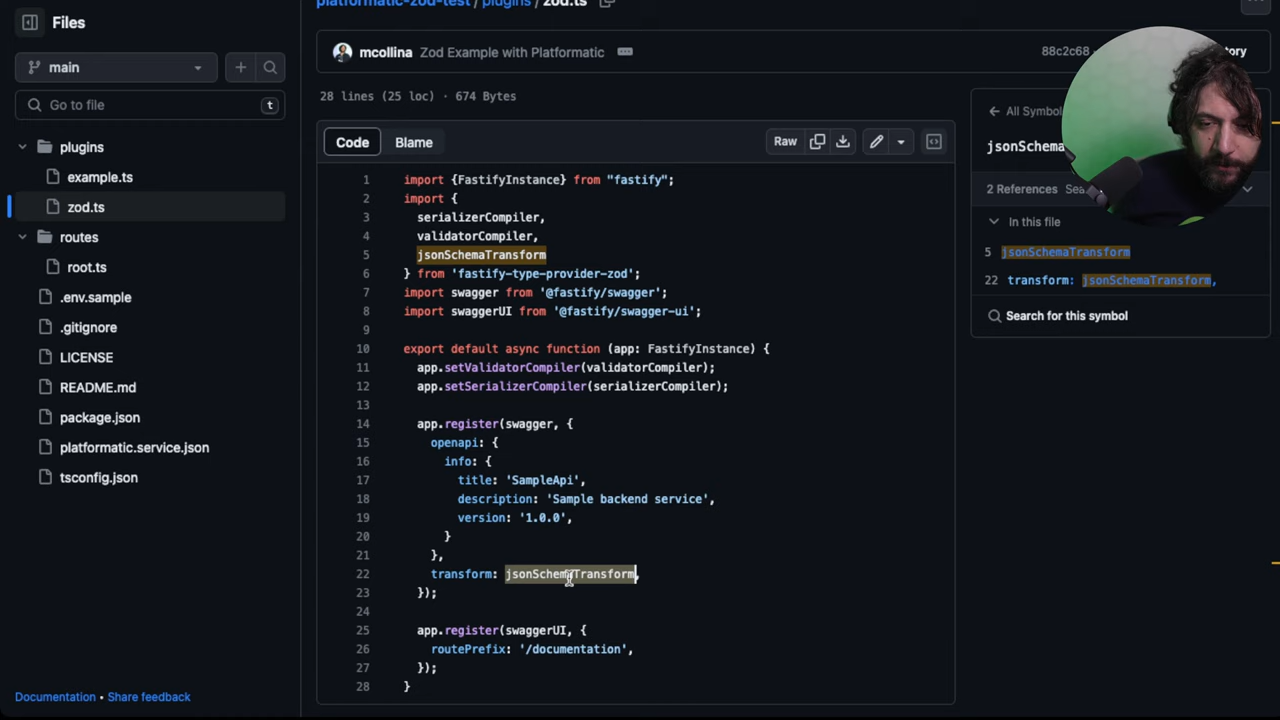 platformatic-zod-test / plugins / zod.ts
Files
main
Go to file
t
plugins
example.ts
zod.ts
routes
root.ts
.env.sample
.gitignore
LICENSE
README.md
package.json
platformatic.service.json
tsconfig.json
Documentation • Share feedback
mcollina Zod Example with Platformatic
88c2c68
28 lines (25 loc) · 674 Bytes
Code Blame
Raw
1 import {FastifyInstance} from "fastify";
2 import {
3 serializerCompiler,
4 validatorCompiler,
5 jsonSchemaTransform
6 } from 'fastify-type-provider-zod';
7 import swagger from '@fastify/swagger';
8 import swaggerUI from '@fastify/swagger-ui';
9
10 export default async function (app: FastifyInstance) {
11 app.setValidatorCompiler(validatorCompiler);
12 app.setSerializerCompiler(serializerCompiler);
13
14 app.register(swagger, {
15 openapi: {
16 info: {
17 title: 'SampleApi',
18 description: 'Sample backend service',
19 version: '1.0.0',
20 }
21 },
22 transform: jsonSchemaTransform,
23 });
24
25 app.register(swaggerUI, {
26 routePrefix: '/documentation',
27 });
28 }
All
jsonSchema
2 References
In this file
5 jsonSchemaTransform
22 transform: jsonSchemaTransform,
Search for this symbol